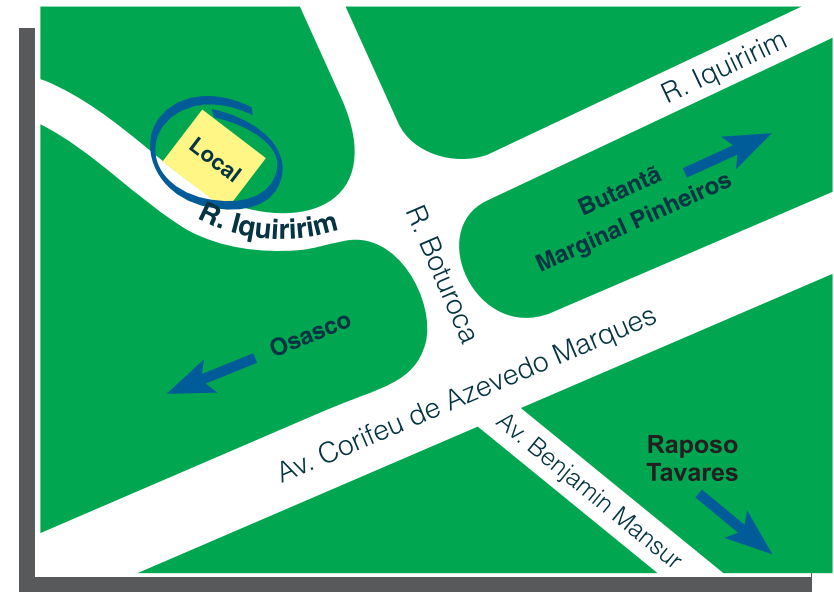 R. Iquiririm
Local
Butantã
Marginal Pinheiros
R. Iquiririm
R. Boturoca
Osasco
Av. Corifeu de Azevedo Marques
Av. Benjamin Mansur
Raposo
Tavares